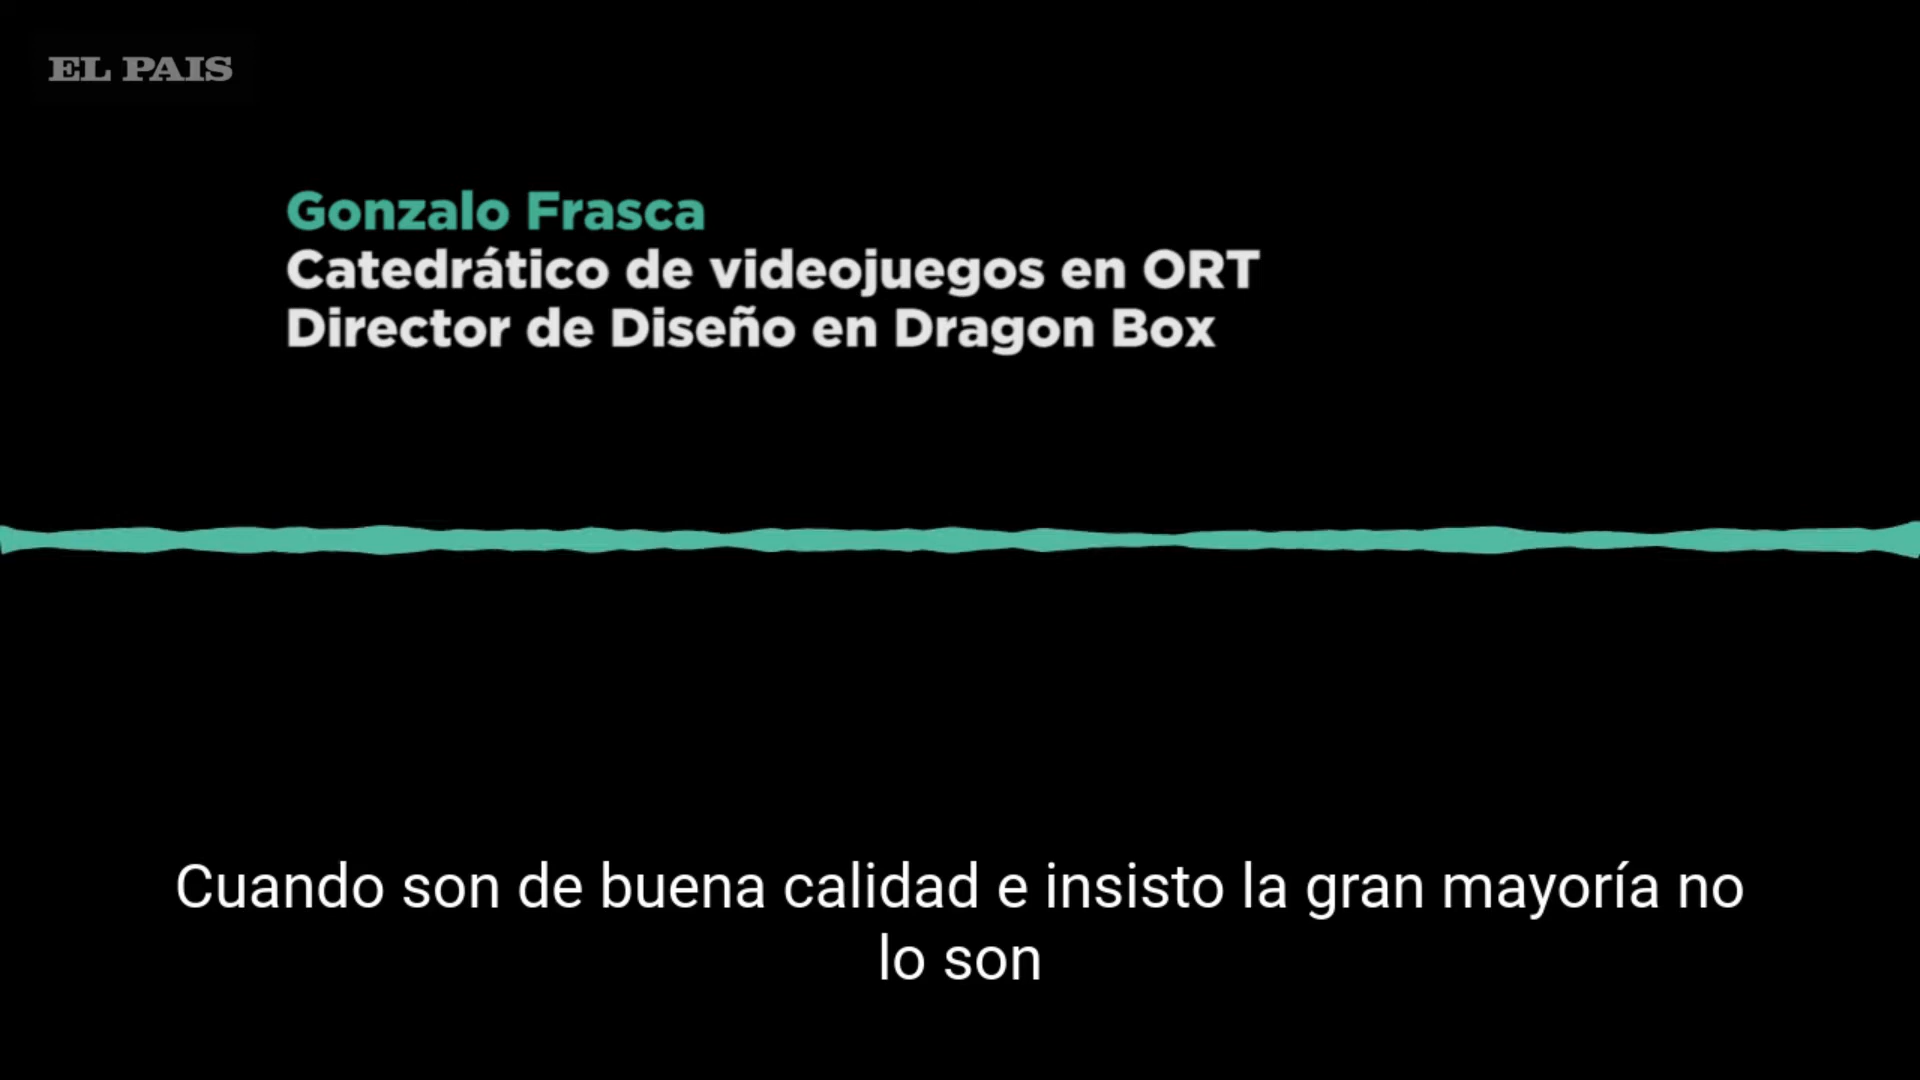 EL PAIS
Gonzalo Frasca
Catedrático de videojuegos en ORT
Director de Diseño en Dragon Box
Cuando son de buena calidad e insisto la gran mayoría no
lo son